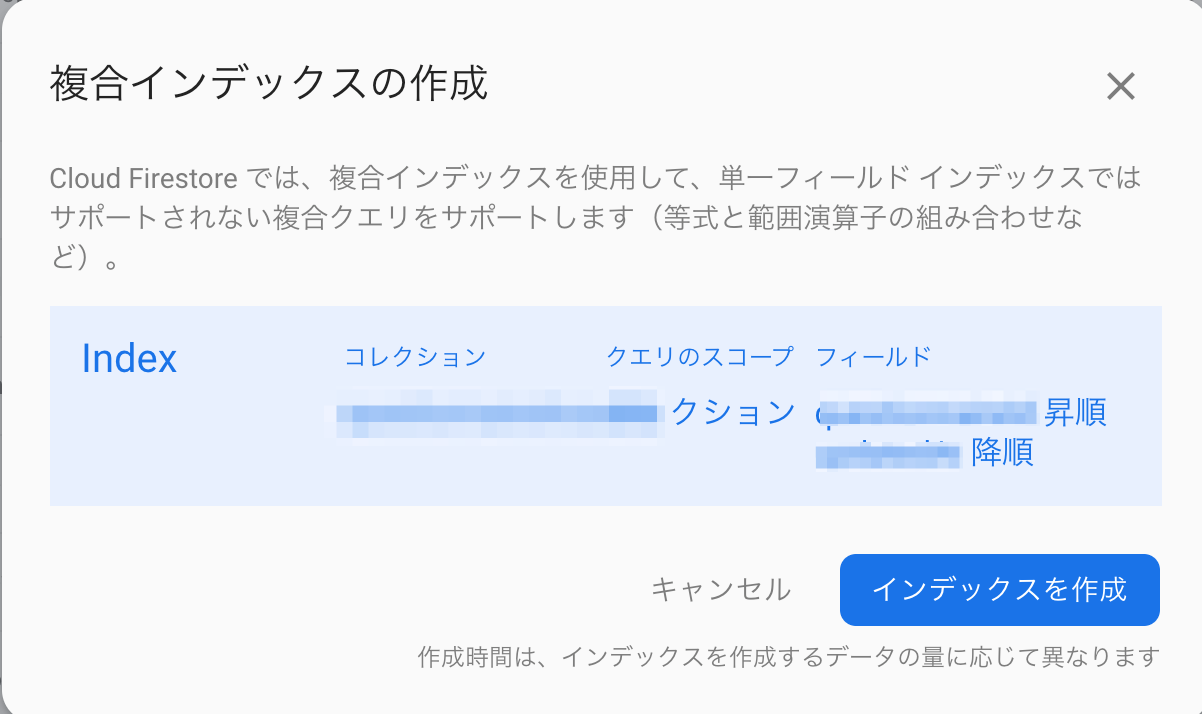 複合インデックスの作成
Cloud Firestore では、複合インデックスを使用して、単一フィールド インデックスでは
サポートされない複合クエリをサポートします（等式と範囲演算子の組み合わせな
ど）。
Index
コレクション クエリのスコープ フィールド
クション 昇順
降順
キャンセル インデックスを作成
作成時間は、インデックスを作成するデータの量に応じて異なります